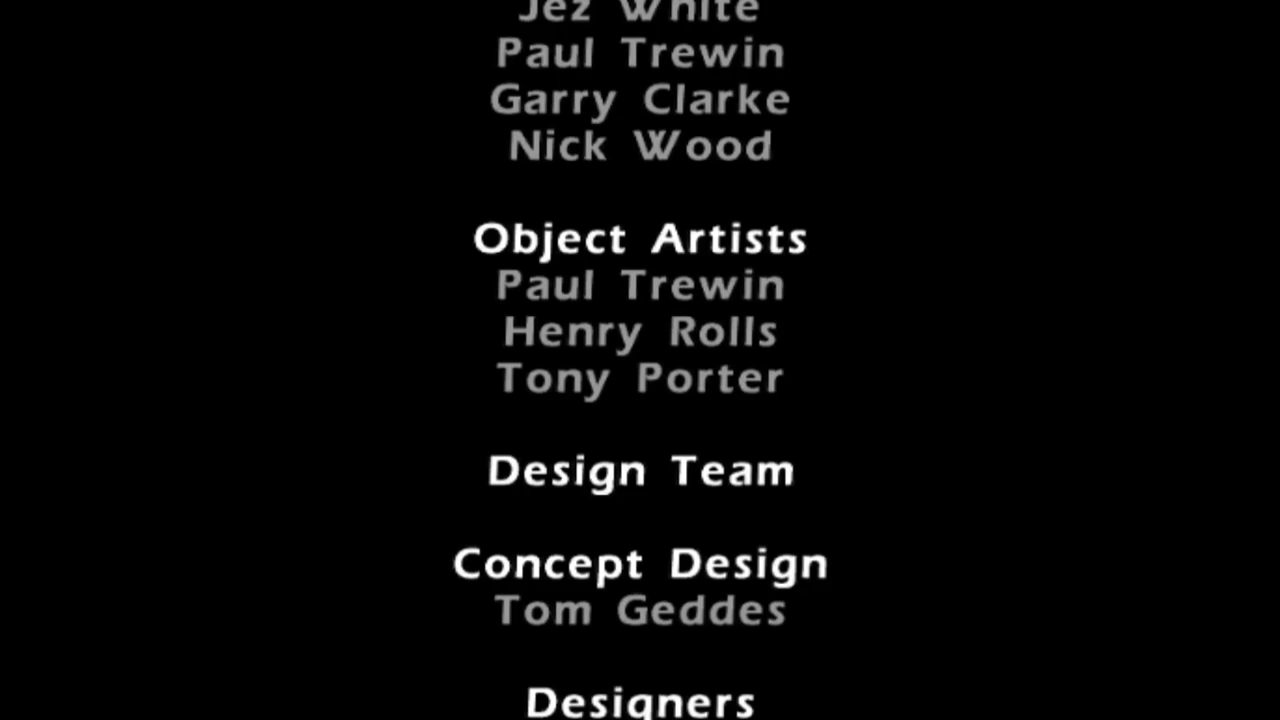 Jez White
Paul Trewin
Garry Clarke
Nick Wood
Object Artists
Paul Trewin
Henry Rolls
Tony Porter
Design Team
Concept Design
Tom Geddes
Designers